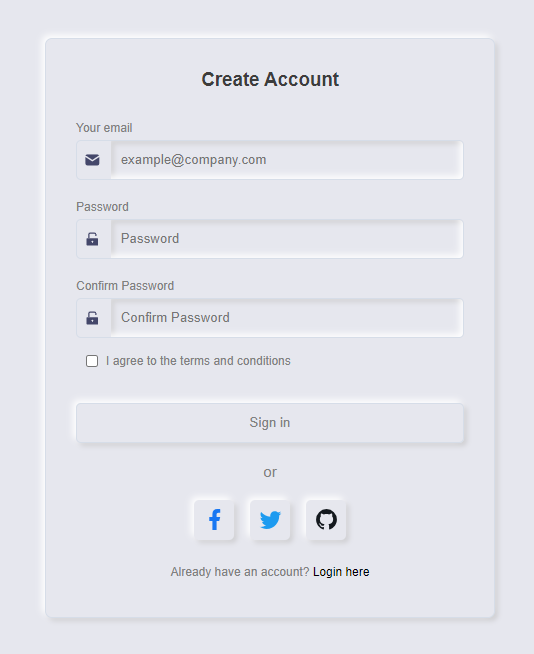 Create Account
Your email
example@company.com
Password
Password
Confirm Password
Confirm Password
I agree to the terms and conditions
Sign in
or
Already have an account? Login here